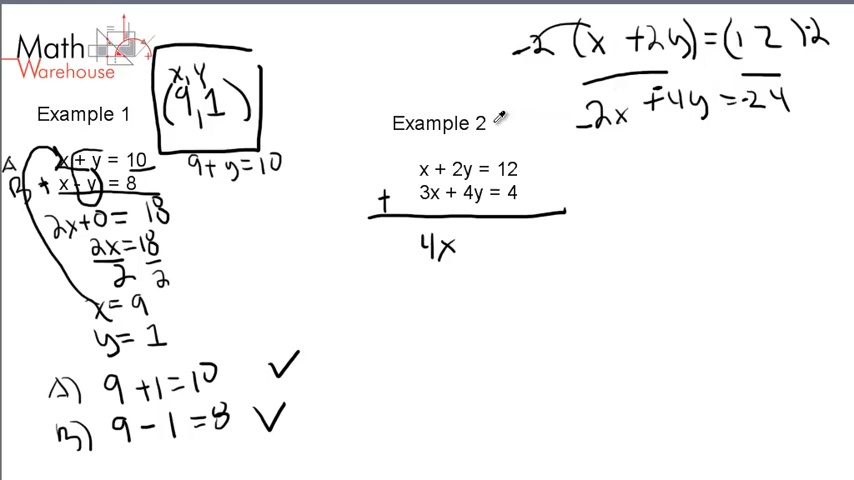 Math
Warehouse
Example 1
x, y
(9, 1)
A x + y = 10
B + x - y = 8
9 + y = 10
2x + 0 = 18
2x = 18
2 2
x = 9
y = 1
A) 9 + 1 = 10 ✓
B) 9 - 1 = 8 ✓
Example 2
x + 2y = 12
3x + 4y = 4
+
4x
-2 (x + 2y) = (12) -2
-2x + -4y = -24